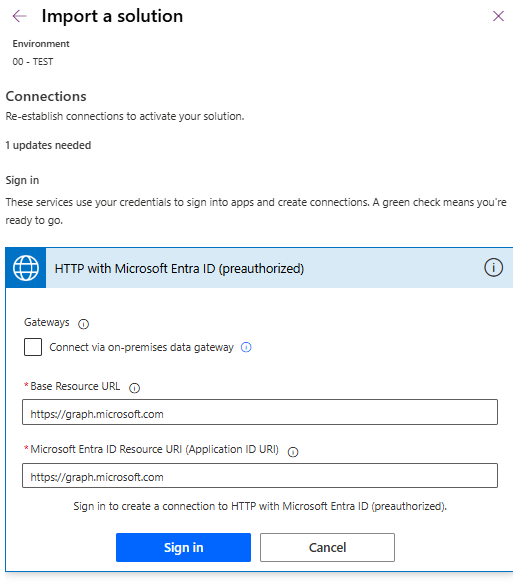 Import a solution
Environment
00 - TEST
Connections
Re-establish connections to activate your solution.
1 updates needed
Sign in
These services use your credentials to sign into apps and create connections. A green check means you're
ready to go.
HTTP with Microsoft Entra ID (preauthorized)
Gateways
Connect via on-premises data gateway
*Base Resource URL
https://graph.microsoft.com
*Microsoft Entra ID Resource URI (Application ID URI)
https://graph.microsoft.com
Sign in to create a connection to HTTP with Microsoft Entra ID (preauthorized).
Sign in
Cancel